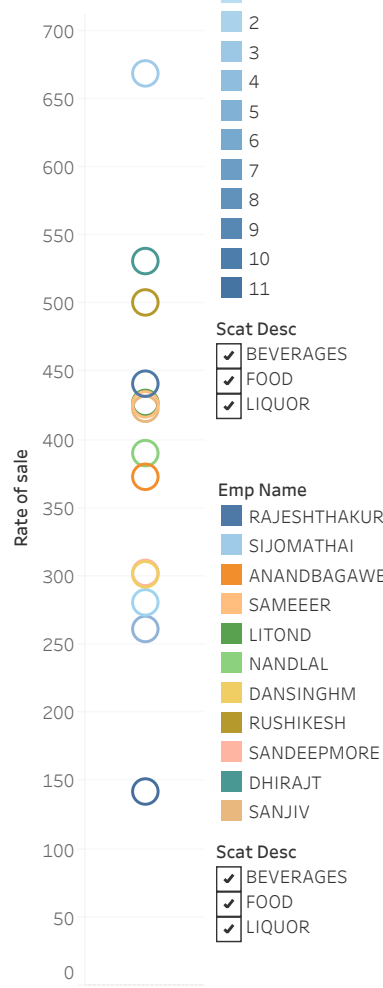 2
3
4
5
6
7
8
9
10
11
Scat Desc
BEVERAGES
FOOD
LIQUOR
Emp Name
RAJESHTHAKUR
SIJOMATHAI
ANANDBAGAWE
SAMEEER
LITOND
NANDLAL
DANSINGHM
RUSHIKESH
SANDEEPMORE
DHIRAJT
SANJIV
Scat Desc
BEVERAGES
FOOD
LIQUOR
Rate of sale
700
650
600
550
500
450
400
350
300
250
200
150
100
50
0